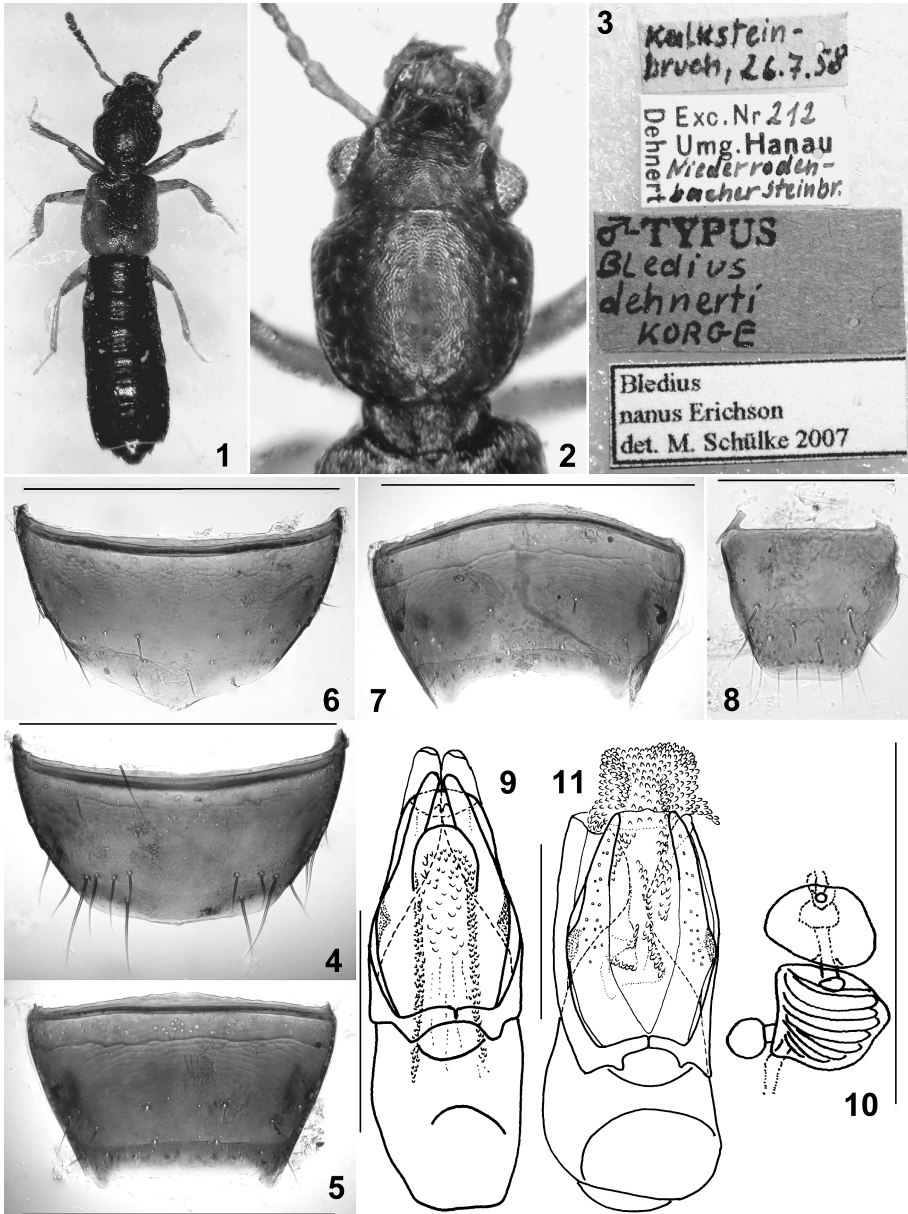 1
2
3
Kalkstein-
bruch, 26.7.58
Dehnert
Exc. Nr 212
Umg. Hanau
Niederroden-
bacher steinbr.
♂-TYPUS
Bledius
dehnerti
KORGE
Bledius
nanus Erichson
det. M. Schülke 2007
6
7
8
4
9
11
5
10